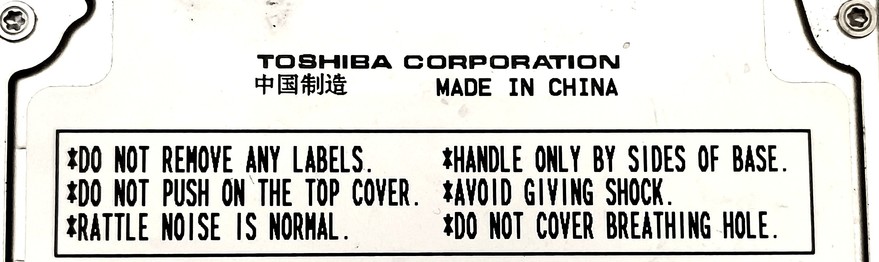 TOSHIBA CORPORATION
中国制造 MADE IN CHINA
*DO NOT REMOVE ANY LABELS. *HANDLE ONLY BY SIDES OF BASE.
*DO NOT PUSH ON THE TOP COVER. *AVOID GIVING SHOCK.
*RATTLE NOISE IS NORMAL. *DO NOT COVER BREATHING HOLE.